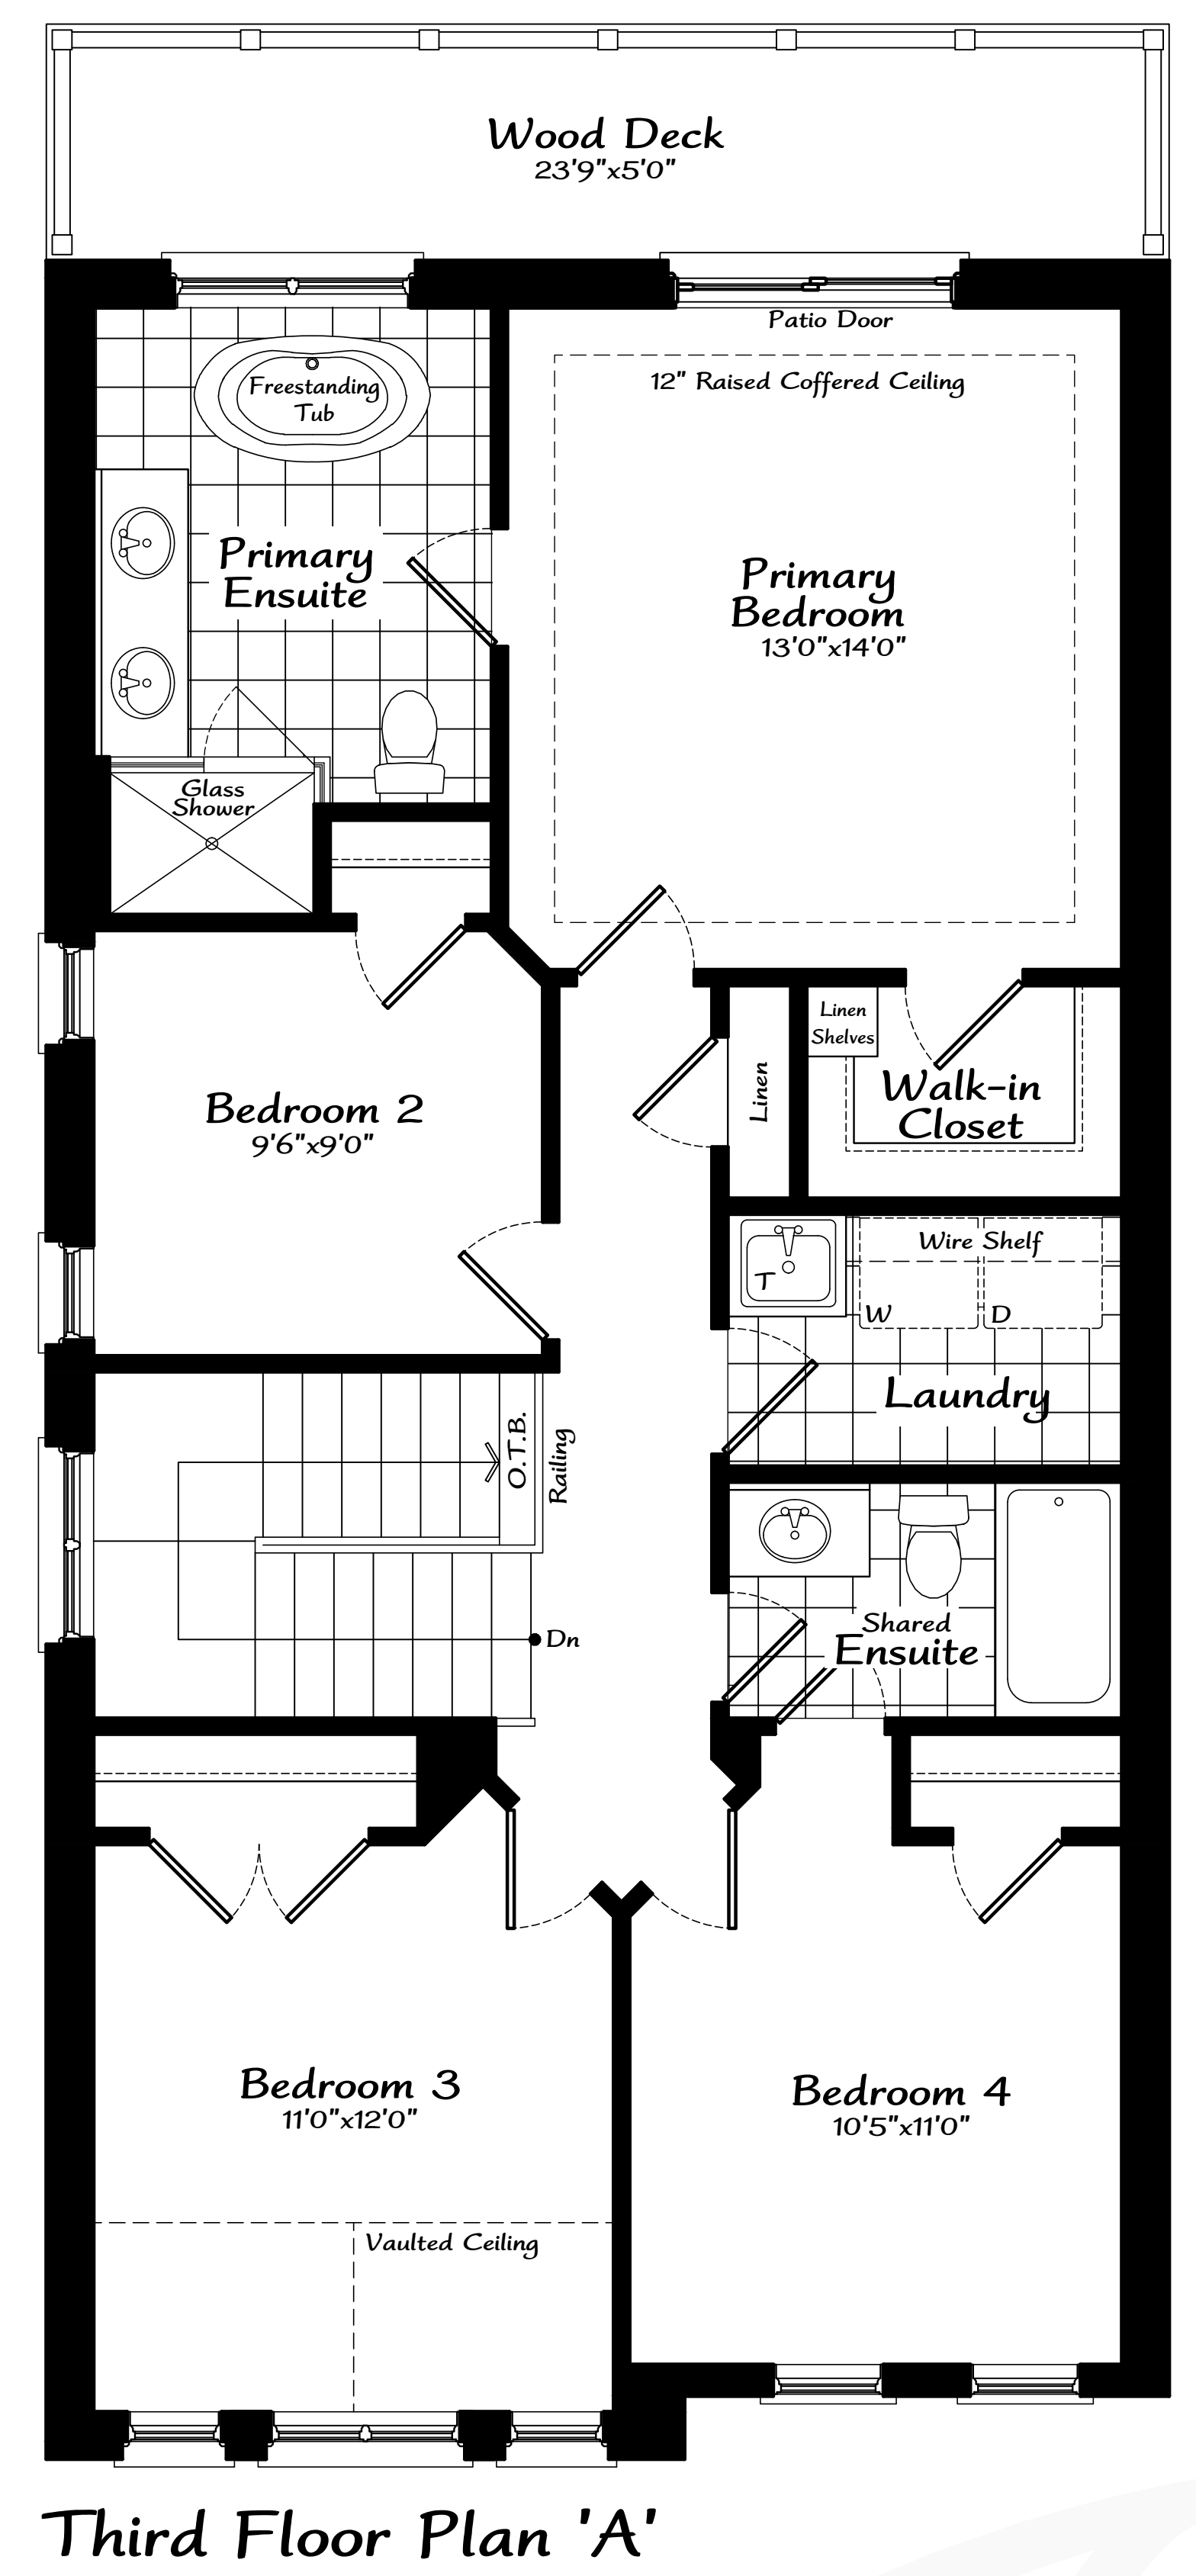 Wood Deck
23'9"x5'0"
Patio Door
12" Raised Coffered Ceiling
Freestanding
Tub
Primary
Ensuite
Primary
Bedroom
13'0"x14'0"
Glass
Shower
Linen
Shelves
Linen
Walk-in
Closet
Bedroom 2
9'6"x9'0"
Wire Shelf
T
W
D
Laundry
O.T.B.
Railing
Dn
Shared
Ensuite
Bedroom 3
11'0"x12'0"
Bedroom 4
10'5"x11'0"
Vaulted Ceiling
Third Floor Plan 'A'